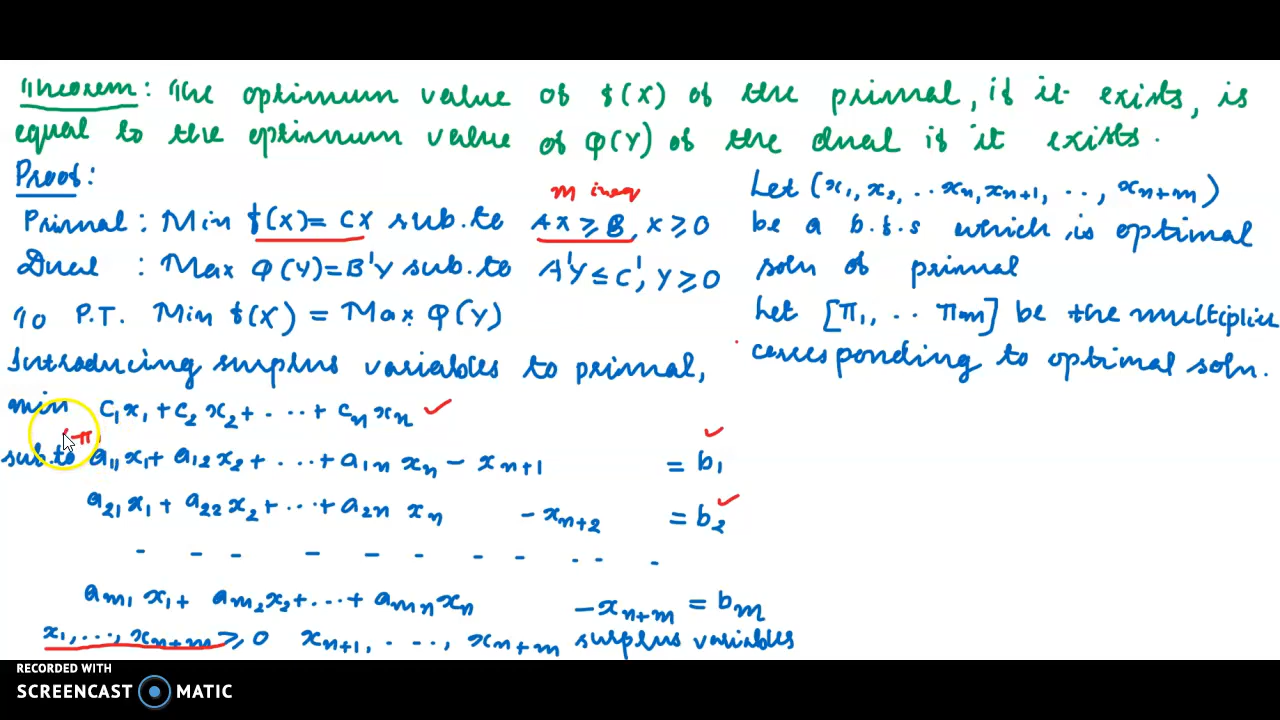 Theorem: The optimum value of f(X) of the primal, if it exists, is
equal to the optimum value of φ(Y) of the dual if it exists.
Proof:
m ineq
Primal: Min f(X) = CX sub.to AX ≥ B, X ≥ 0
Dual : Max φ(Y) = B'Y sub.to A'Y ≤ C', Y ≥ 0
To P.T. Min f(X) = Max φ(Y)
Introducing surplus variables to primal,
min c₁x₁ + c₂x₂ + ... + cₙxₙ ✓
-π
sub.to a₁₁x₁ + a₁₂x₂ + ... + a₁ₙxₙ - xₙ₊₁ = b₁ ✓
a₂₁x₁ + a₂₂x₂ + ... + a₂ₙxₙ - xₙ₊₂ = b₂ ✓
- - - - - - - - - - -
aₘ₁x₁ + aₘ₂x₂ + ... + aₘₙxₙ - xₙ₊ₘ = bₘ
x₁, ..., xₙ₊ₘ ≥ 0 xₙ₊₁, ..., xₙ₊ₘ surplus variables
Let (x₁, x₂, .. xₙ, xₙ₊₁, .., xₙ₊ₘ)
be a b.f.s which is optimal
soln of primal
Let [π₁, .. πₘ] be the multiplier
corresponding to optimal soln.
RECORDED WITH
SCREENCAST MATIC